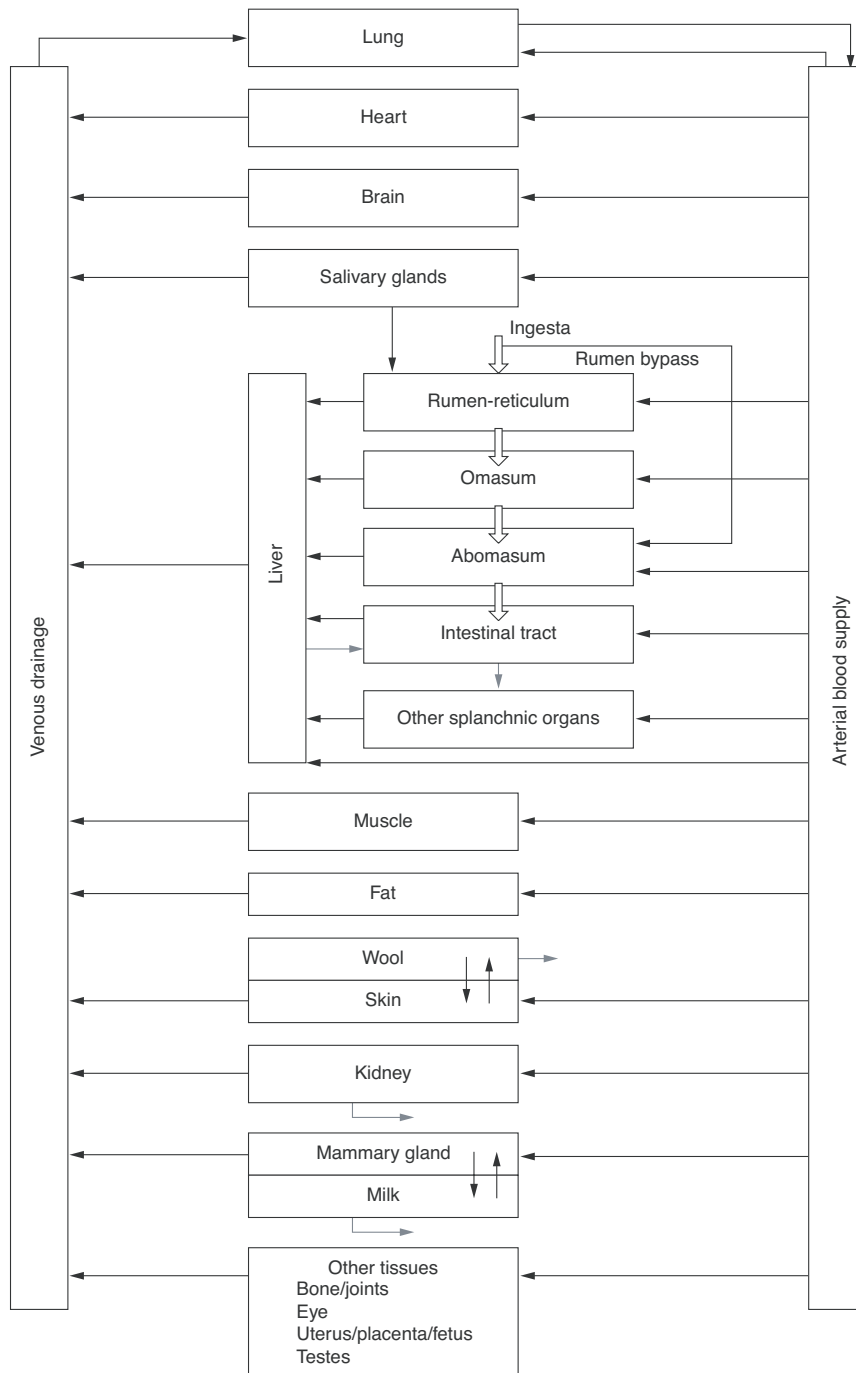 Lung
Heart
Brain
Salivary glands
Ingesta
Rumen bypass
Rumen-reticulum
Omasum
Abomasum
Liver
Intestinal tract
Other splanchnic organs
Venous drainage
Arterial blood supply
Muscle
Fat
Wool
Skin
Kidney
Mammary gland
Milk
Other tissues
Bone/joints
Eye
Uterus/placenta/fetus
Testes